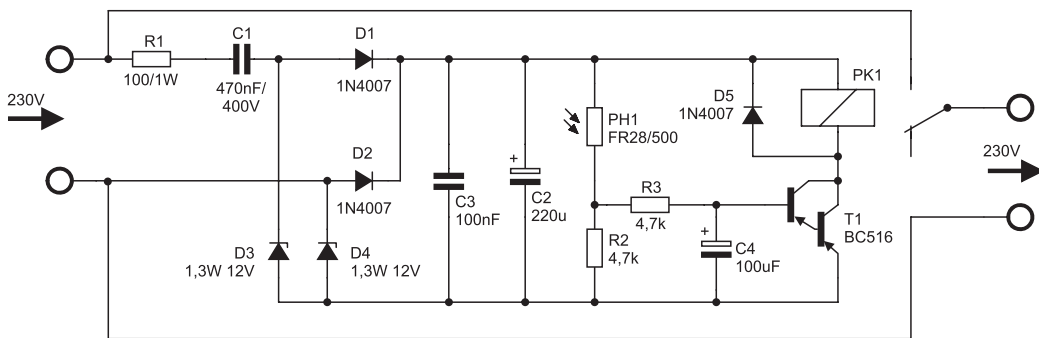 R1
100/1W
C1
470nF/
400V
D1
1N4007
PK1
D5
1N4007
230V
PH1
FR28/500
D2
1N4007
230V
C3
100nF
+
C2
220u
R3
4,7k
T1
BC516
R2
4,7k
+
C4
100uF
D3
1,3W 12V
D4
1,3W 12V